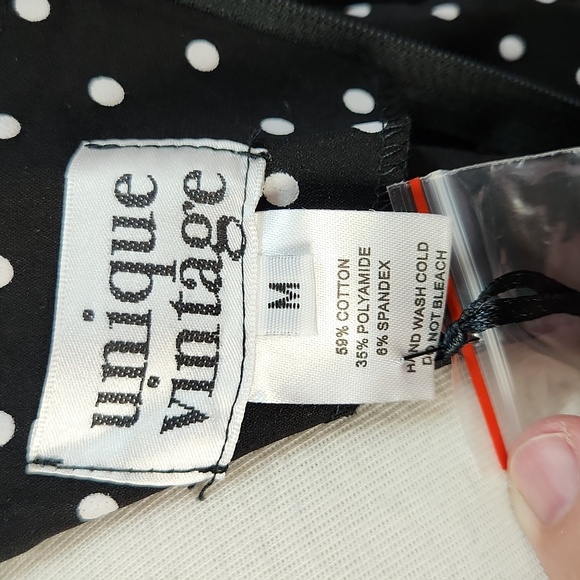 unique
vintage
M
59% COTTON
35% POLYAMIDE
6% SPANDEX
HAND WASH COLD
DO NOT BLEACH